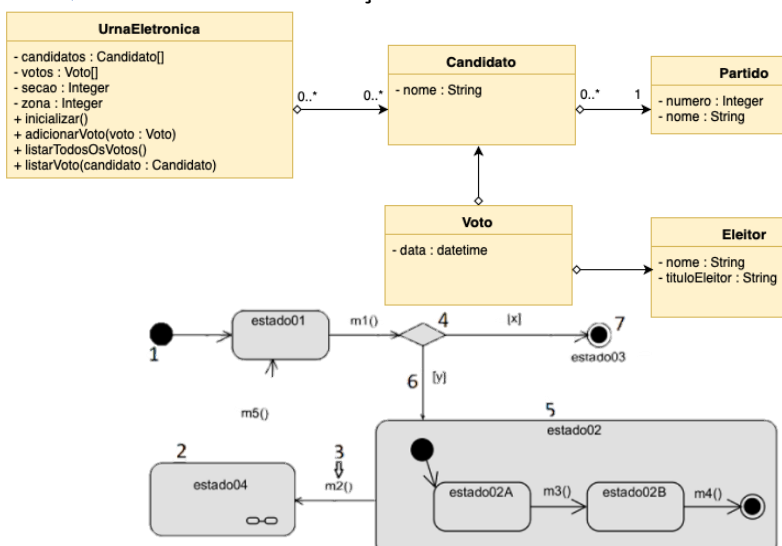 UrnaEletronica
- candidatos : Candidato[]
- votos : Voto[]
- secao : Integer
- zona : Integer
+ inicializar()
+ adicionarVoto(voto : Voto)
+ listarTodosOsVotos()
+ listarVoto(candidato : Candidato)
0..*
0..*
Candidato
- nome : String
0..*
1
Partido
- numero : Integer
- nome : String
Voto
- data : datetime
Eleitor
- nome : String
- tituloEleitor : String
1
estado01
m1()
4
[x]
7
estado03
6
[y]
m5()
5
estado02
2
estado04
3
m2()
estado02A
m3()
estado02B
m4()